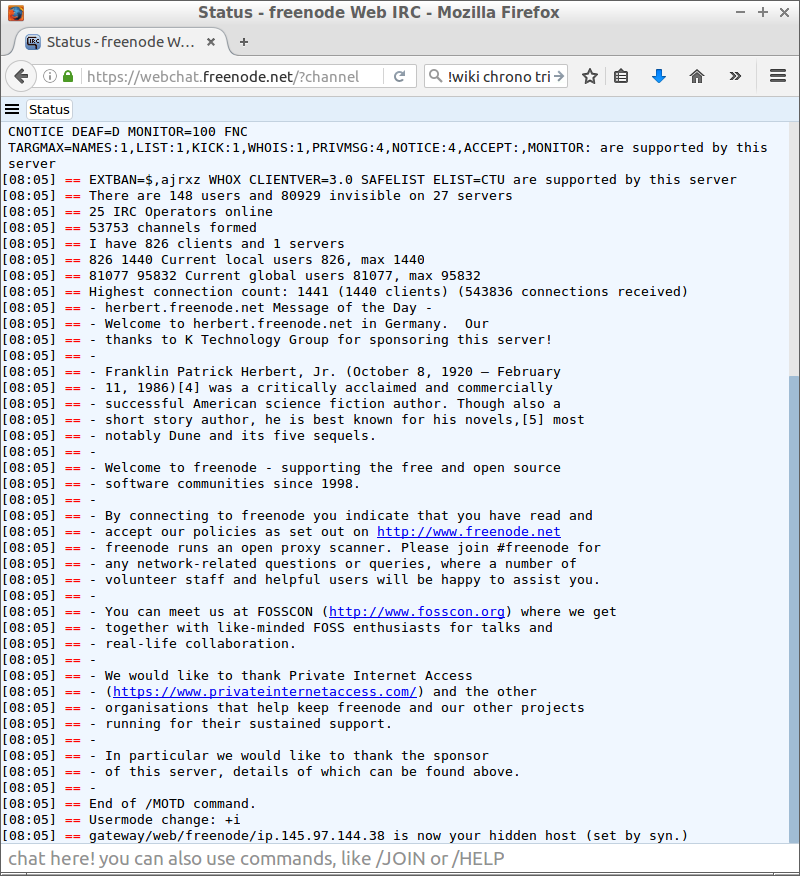 Status - freenode Web IRC - Mozilla Firefox
Status - freenode W...
https://webchat.freenode.net/?channel
!wiki chrono tri
Status
CNOTICE DEAF=D MONITOR=100 FNC
TARGMAX=NAMES:1,LIST:1,KICK:1,WHOIS:1,PRIVMSG:4,NOTICE:4,ACCEPT:,MONITOR: are supported by this
server
[08:05] == EXTBAN=$,ajrxz WHOX CLIENTVER=3.0 SAFELIST ELIST=CTU are supported by this server
[08:05] == There are 148 users and 80929 invisible on 27 servers
[08:05] == 25 IRC Operators online
[08:05] == 53753 channels formed
[08:05] == I have 826 clients and 1 servers
[08:05] == 826 1440 Current local users 826, max 1440
[08:05] == 81077 95832 Current global users 81077, max 95832
[08:05] == Highest connection count: 1441 (1440 clients) (543836 connections received)
[08:05] == - herbert.freenode.net Message of the Day -
[08:05] == - Welcome to herbert.freenode.net in Germany.  Our
[08:05] == - thanks to K Technology Group for sponsoring this server!
[08:05] == -
[08:05] == - Franklin Patrick Herbert, Jr. (October 8, 1920 – February
[08:05] == - 11, 1986)[4] was a critically acclaimed and commercially
[08:05] == - successful American science fiction author. Though also a
[08:05] == - short story author, he is best known for his novels,[5] most
[08:05] == - notably Dune and its five sequels.
[08:05] == -
[08:05] == - Welcome to freenode - supporting the free and open source
[08:05] == - software communities since 1998.
[08:05] == -
[08:05] == - By connecting to freenode you indicate that you have read and
[08:05] == - accept our policies as set out on http://www.freenode.net
[08:05] == - freenode runs an open proxy scanner. Please join #freenode for
[08:05] == - any network-related questions or queries, where a number of
[08:05] == - volunteer staff and helpful users will be happy to assist you.
[08:05] == -
[08:05] == - You can meet us at FOSSCON (http://www.fosscon.org) where we get
[08:05] == - together with like-minded FOSS enthusiasts for talks and
[08:05] == - real-life collaboration.
[08:05] == -
[08:05] == - We would like to thank Private Internet Access
[08:05] == - (https://www.privateinternetaccess.com/) and the other
[08:05] == - organisations that help keep freenode and our other projects
[08:05] == - running for their sustained support.
[08:05] == -
[08:05] == - In particular we would like to thank the sponsor
[08:05] == - of this server, details of which can be found above.
[08:05] == -
[08:05] == End of /MOTD command.
[08:05] == Usermode change: +i
[08:05] == gateway/web/freenode/ip.145.97.144.38 is now your hidden host (set by syn.)
chat here! you can also use commands, like /JOIN or /HELP